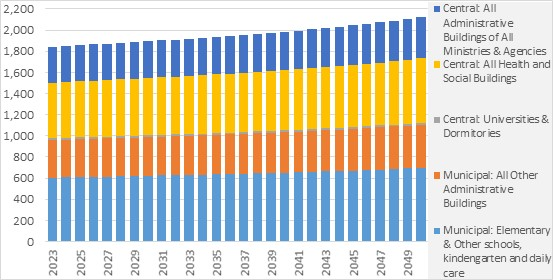 2,200
2,000
1,800
1,600
1,400
1,200
1,000
800
600
400
200
0
2023
2025
2027
2029
2031
2033
2035
2037
2039
2041
2043
2045
2047
2049
Central: All
Administrative
Buildings of All
Ministries & Agencies
Central: All Health and
Social Buildings
Central: Universities &
Dormitories
Municipal: All Other
Administrative
Buildings
Municipal: Elementary
& Other schools,
kindengarten and daily
care